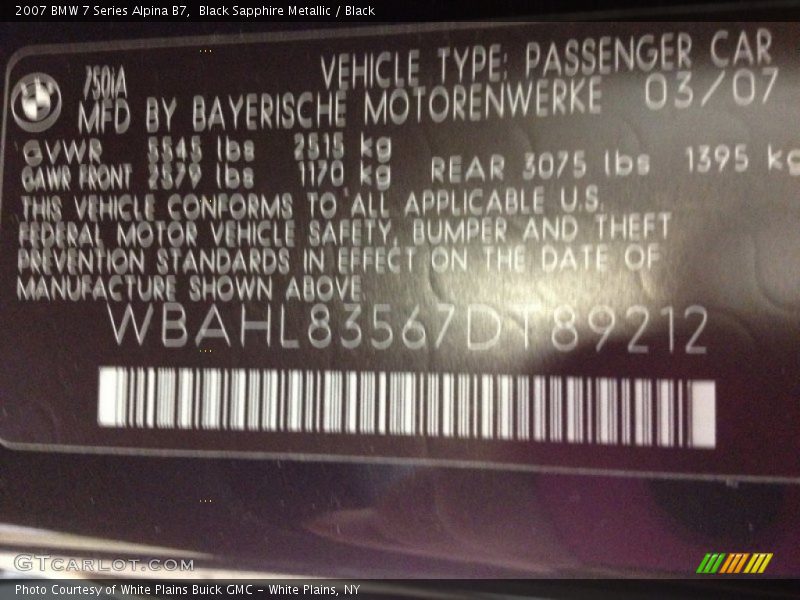 2007 BMW 7 Series Alpina B7,  Black Sapphire Metallic / Black
750iA
VEHICLE TYPE: PASSENGER CAR
MFD BY BAYERISCHE MOTORENWERKE 03/07
GVWR 5545 lbs 2515 kg
GAWR FRONT 2579 lbs 1170 kg REAR 3075 lbs 1395 kg
THIS VEHICLE CONFORMS TO ALL APPLICABLE U.S.
FEDERAL MOTOR VEHICLE SAFETY, BUMPER AND THEFT
PREVENTION STANDARDS IN EFFECT ON THE DATE OF
MANUFACTURE SHOWN ABOVE
WBAHL83567DT89212
GTCARLOT.COM
Photo Courtesy of White Plains Buick GMC - White Plains, NY